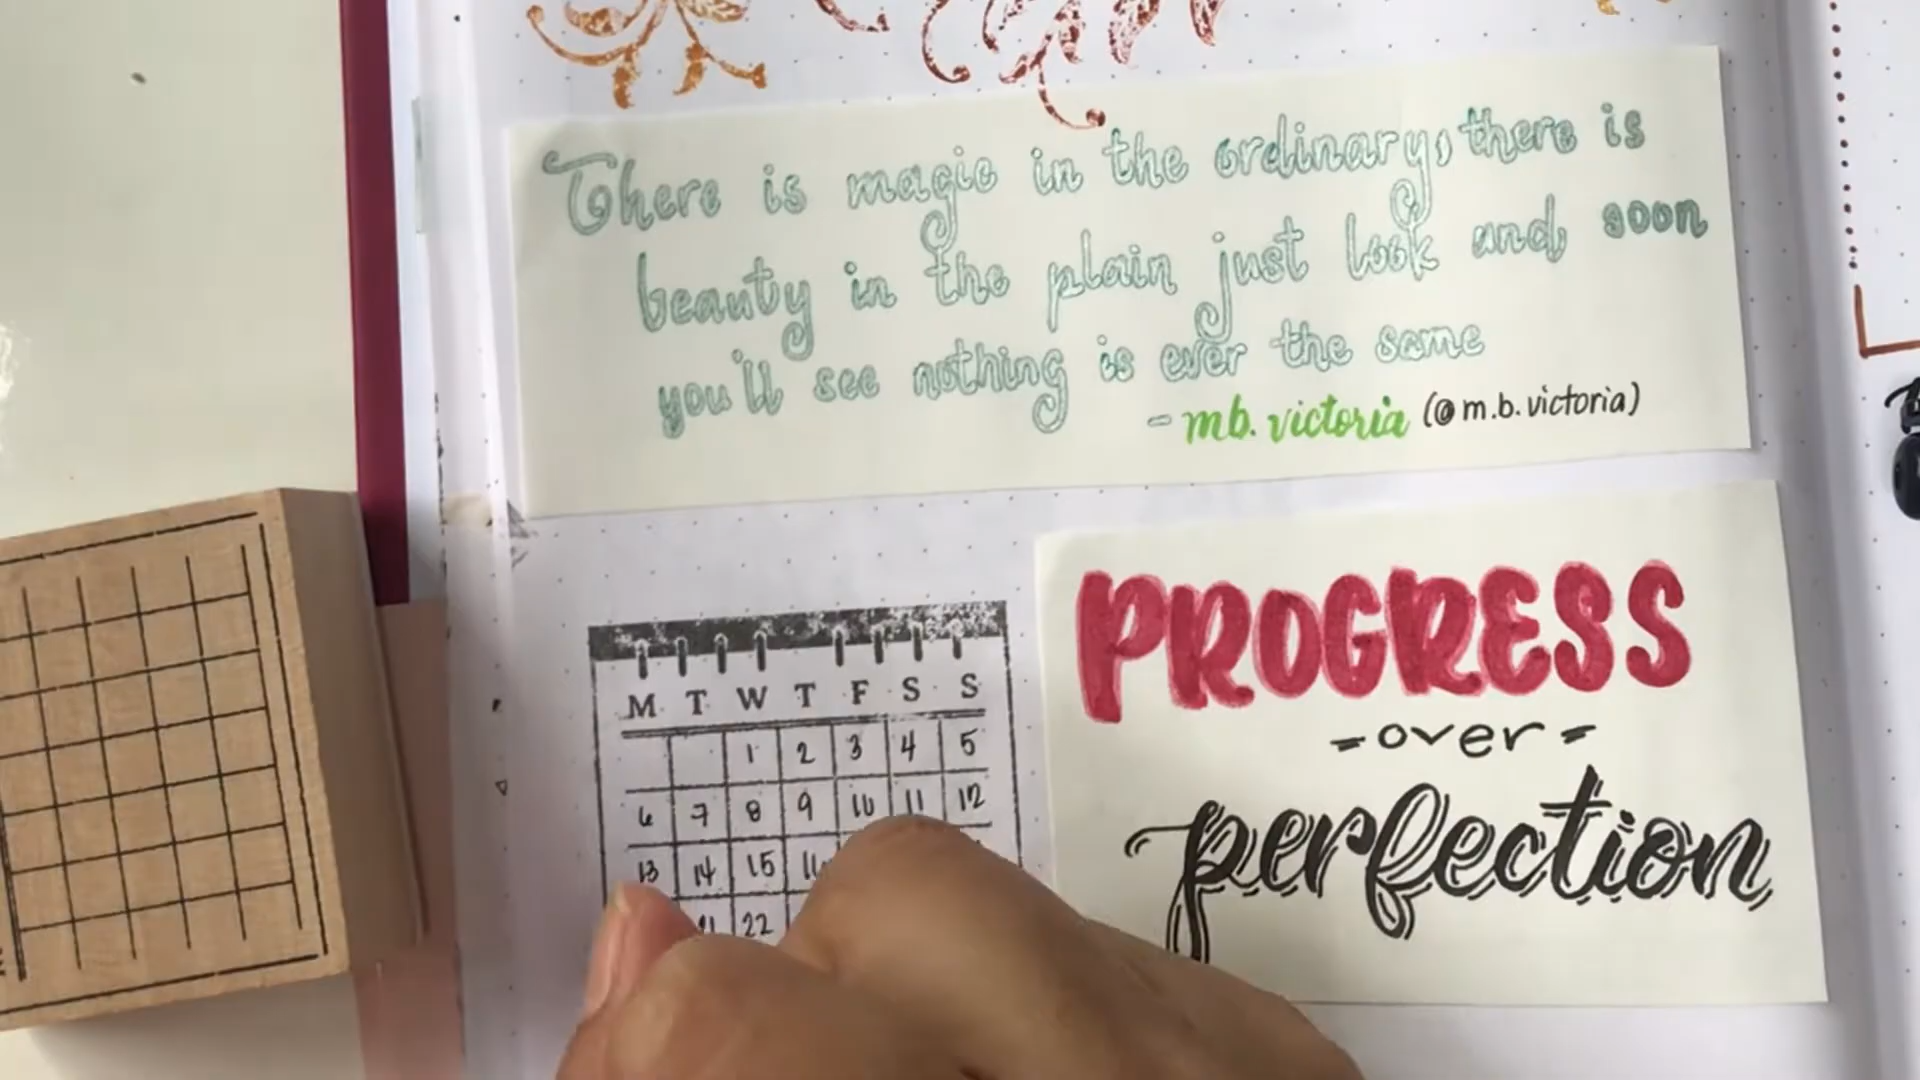 There is magic in the ordinary, there is
beauty in the plain just look and soon
you'll see nothing is ever the same
- mb. victoria (@m.b.victoria)
PROGRESS
- over -
perfection
M T W T F S S
1 2 3 4 5
6 7 8 9 10 11 12
13 14 15 16
21 22